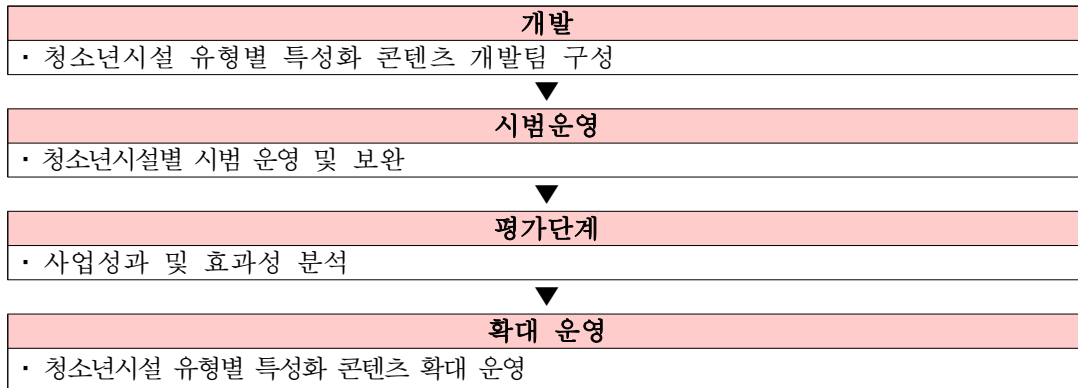 개발
· 청소년시설 유형별 특성화 콘텐츠 개발팀 구성
▼
시범운영
· 청소년시설별 시범 운영 및 보완
▼
평가단계
· 사업성과 및 효과성 분석
▼
확대 운영
· 청소년시설 유형별 특성화 콘텐츠 확대 운영